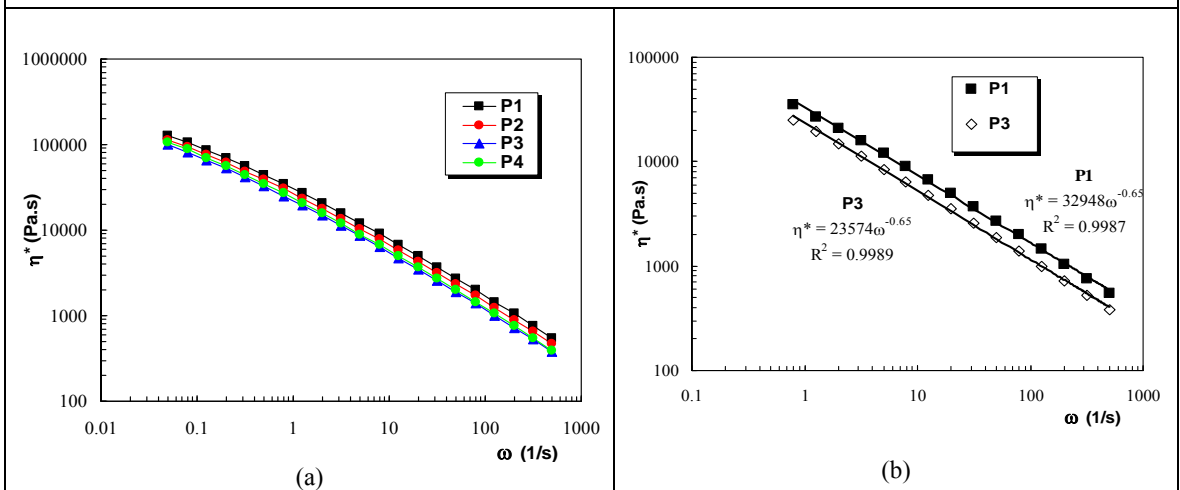 1000000
100000
10000
1000
100
η* (Pa.s)
0.01 0.1 1 10 100 1000
ω (1/s)
P1
P2
P3
P4
(a)
100000
10000
1000
100
η* (Pa.s)
0.1 1 10 100 1000
ω (1/s)
P1
P3
P1
η* = 32948ω^-0.65
R² = 0.9987
P3
η* = 23574ω^-0.65
R² = 0.9989
(b)